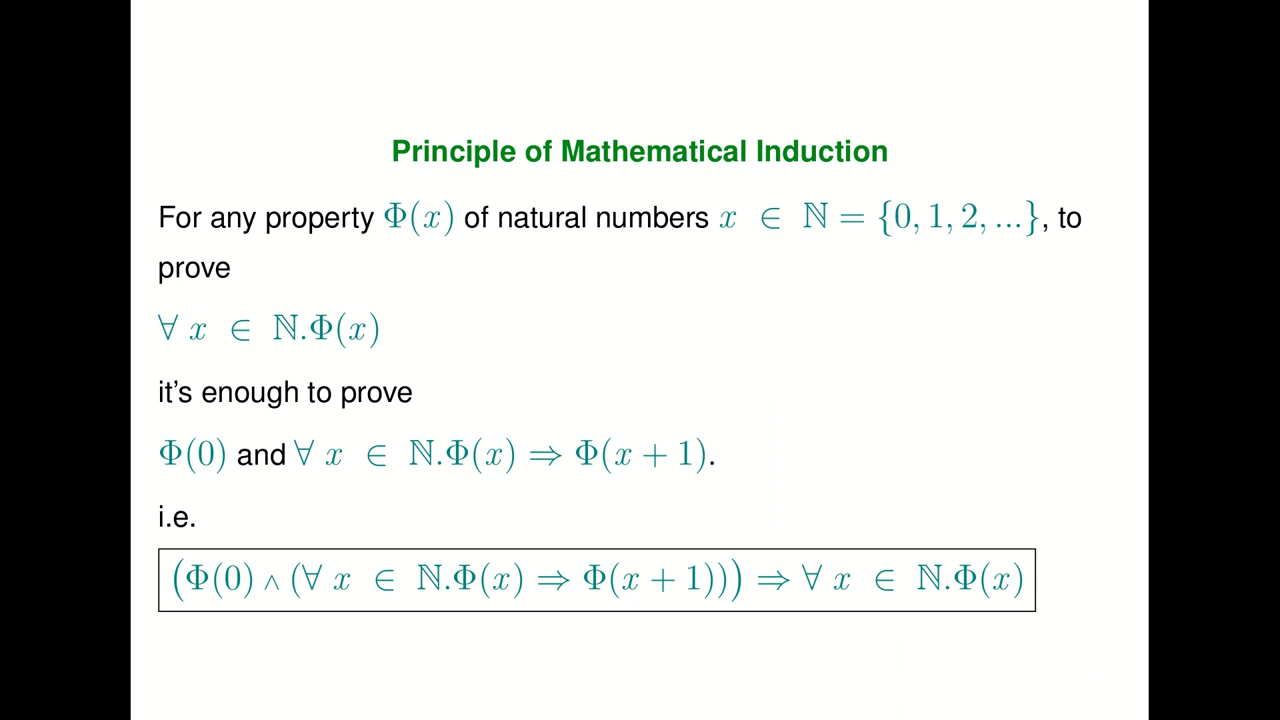 Principle of Mathematical Induction
For any property Φ(x) of natural numbers x ∈ ℕ = {0, 1, 2, ...}, to
prove
∀ x ∈ ℕ.Φ(x)
it's enough to prove
Φ(0) and ∀ x ∈ ℕ.Φ(x) ⇒ Φ(x + 1).
i.e.
(Φ(0) ∧ (∀ x ∈ ℕ.Φ(x) ⇒ Φ(x + 1))) ⇒ ∀ x ∈ ℕ.Φ(x)